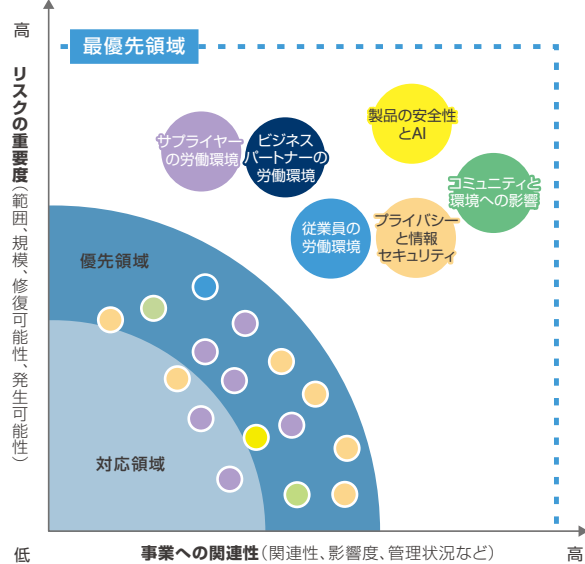 高
最優先領域
リスクの重要度(範囲、規模、修復可能性、発生可能性)
サプライヤー
の労働環境
ビジネス
パートナーの
労働環境
製品の安全性
とAI
コミュニティと
環境への影響
従業員の
労働環境
プライバシー
と情報
セキュリティ
優先領域
対応領域
低
事業への関連性(関連性、影響度、管理状況など)
高